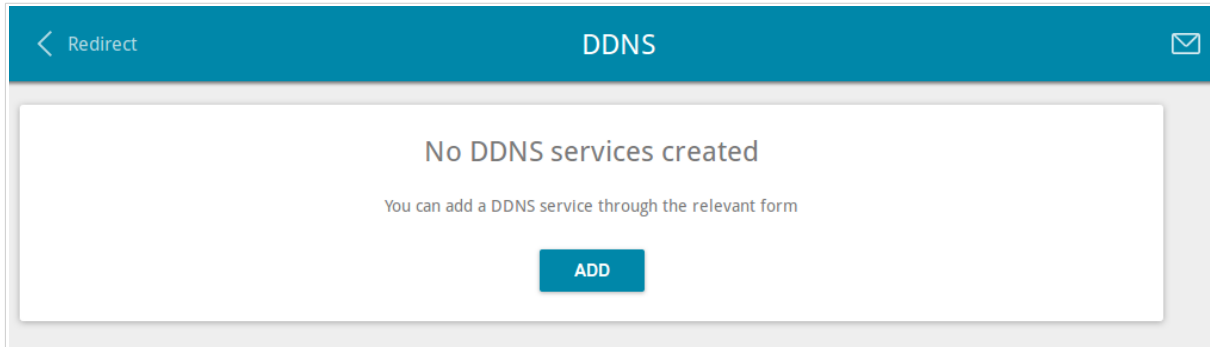 Redirect
DDNS
No DDNS services created
You can add a DDNS service through the relevant form
ADD